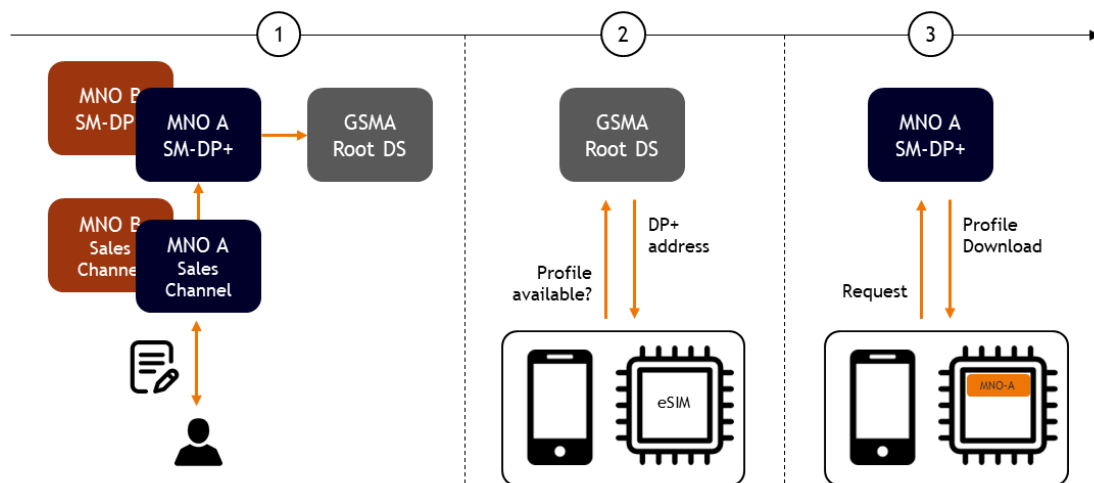 1
2
3
MNO B
SM-DP
MNO A
SM-DP+
GSMA
Root DS
MNO B
Sales
Channel
MNO A
Sales
Channel
GSMA
Root DS
Profile
available?
DP+
address
eSIM
MNO A
SM-DP+
Request
Profile
Download
MNO-A